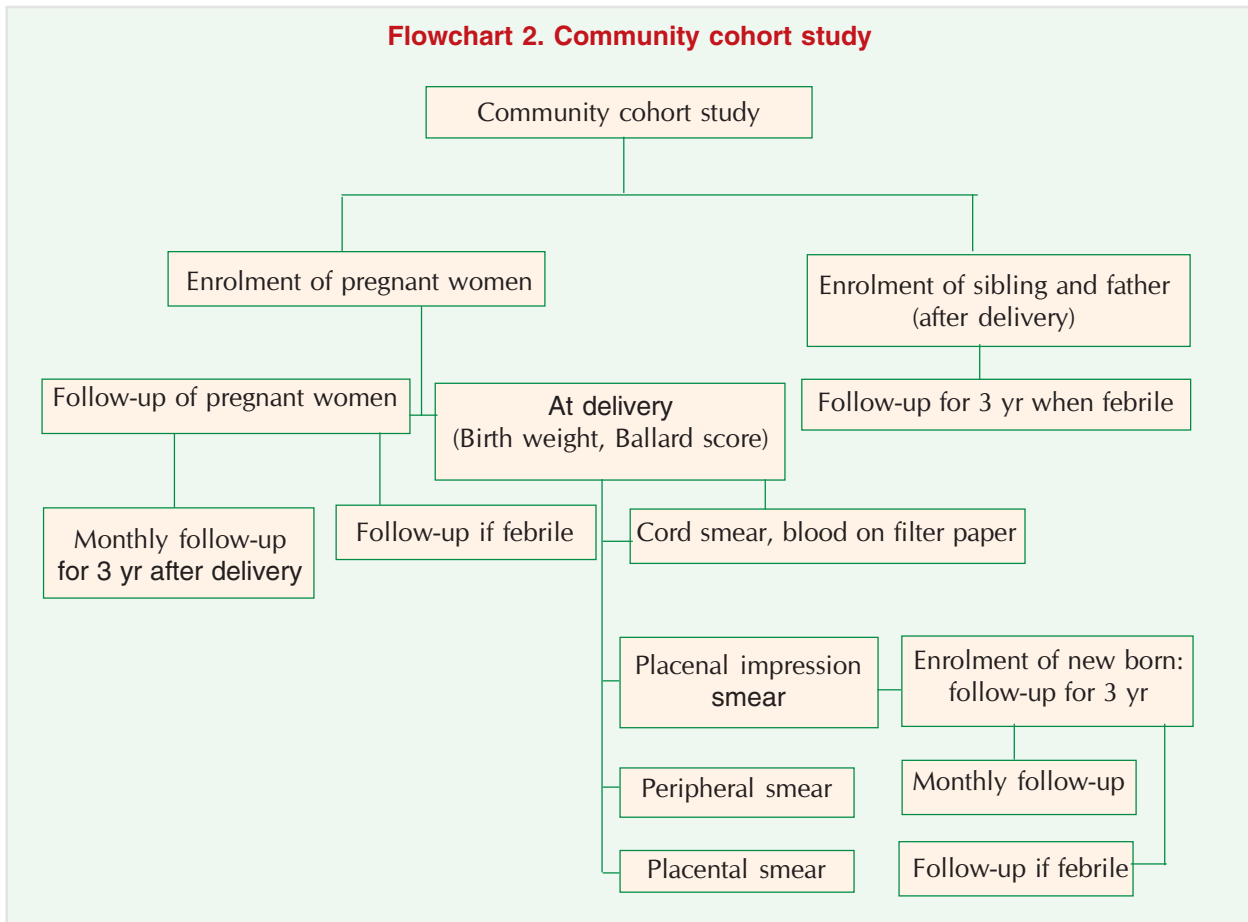 Flowchart 2. Community cohort study
Community cohort study
Enrolment of pregnant women
Enrolment of sibling and father
(after delivery)
Follow-up of pregnant women
At delivery
(Birth weight, Ballard score)
Follow-up for 3 yr when febrile
Monthly follow-up
for 3 yr after delivery
Follow-up if febrile
Cord smear, blood on filter paper
Placenal impression
smear
Enrolment of new born:
follow-up for 3 yr
Peripheral smear
Monthly follow-up
Placental smear
Follow-up if febrile